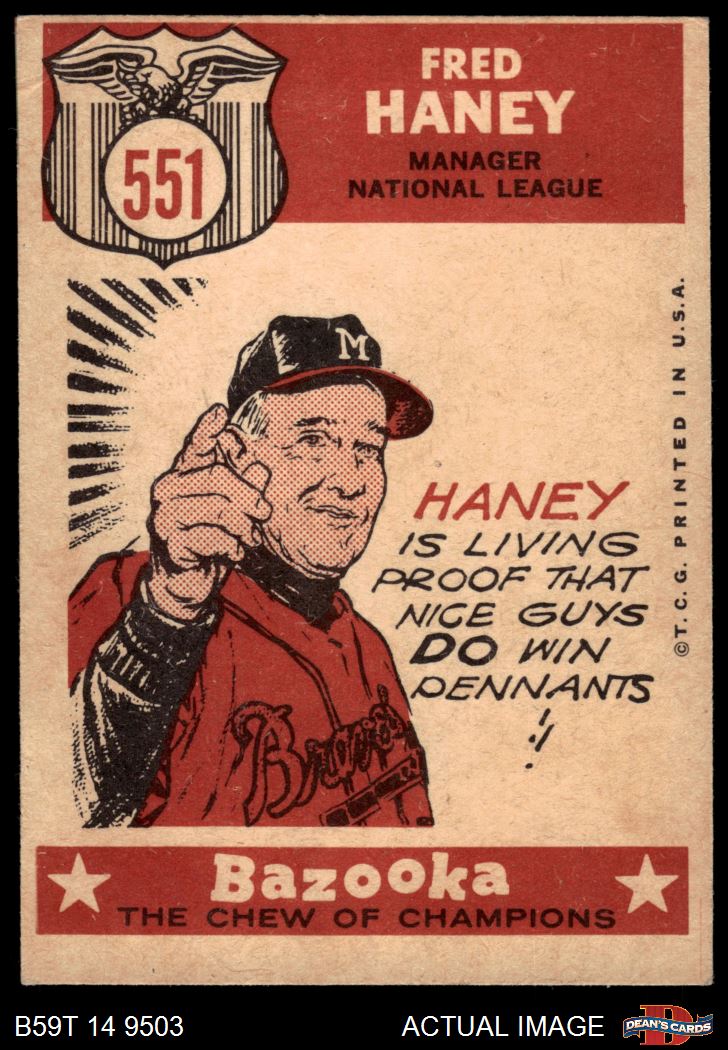 551
FRED
HANEY
MANAGER
NATIONAL LEAGUE
M
HANEY
IS LIVING
PROOF THAT
NICE GUYS
DO WIN
PENNANTS
!!
Braves
©T.C.G. PRINTED IN U.S.A.
Bazooka
THE CHEW OF CHAMPIONS
B59T 14 9503
ACTUAL IMAGE
D
DEAN'S CARDS